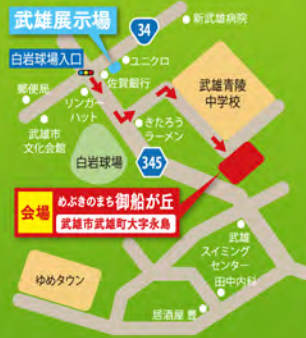 武雄展示場
34
新武雄病院
白岩球場入口
ユニクロ
佐賀銀行
郵便局
リンガー
ハット
武雄青陵
中学校
きたろう
ラーメン
武雄市
文化会館
白岩球場
345
会場
めぶきのまち 御船が丘
武雄市武雄町大字永島
武雄
スイミング
センター
ゆめタウン
田中内科
居酒屋 豊